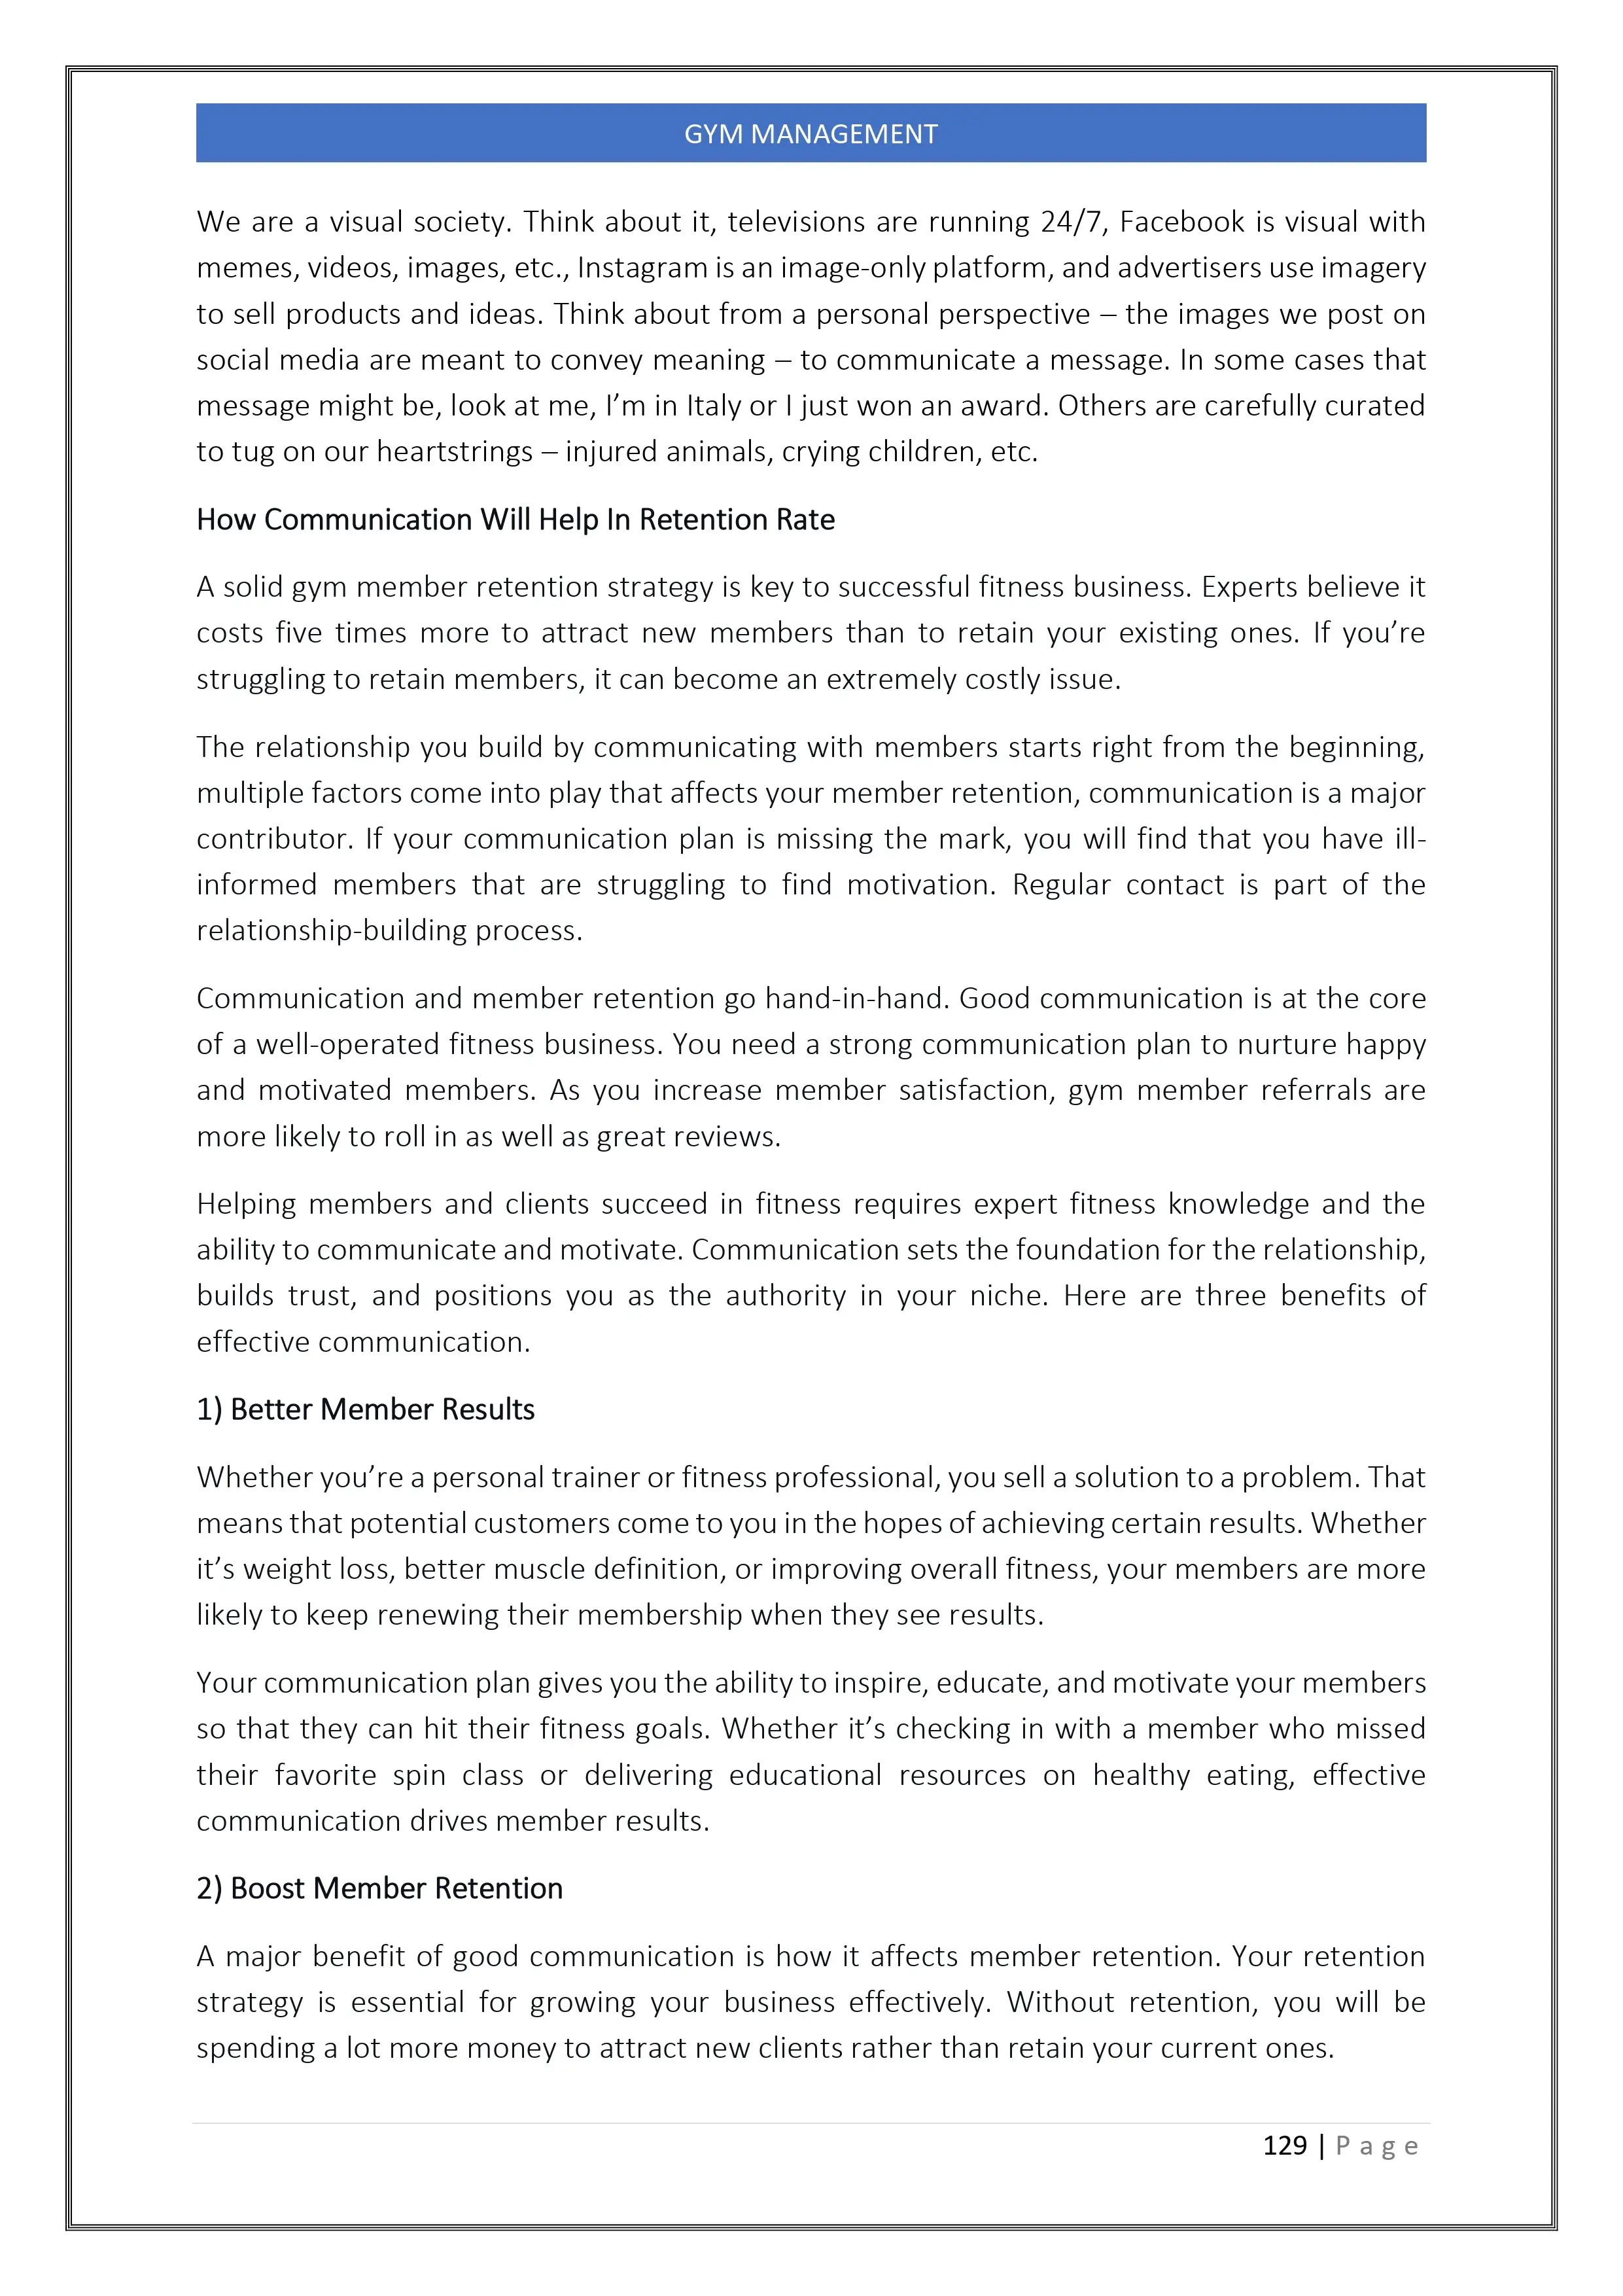 GYM MANAGEMENT
We are a visual society. Think about it, televisions are running 24/7, Facebook is visual with
memes, videos, images, etc., Instagram is an image-only platform, and advertisers use imagery
to sell products and ideas. Think about from a personal perspective – the images we post on
social media are meant to convey meaning – to communicate a message. In some cases that
message might be, look at me, I’m in Italy or I just won an award. Others are carefully curated
to tug on our heartstrings – injured animals, crying children, etc.
How Communication Will Help In Retention Rate
A solid gym member retention strategy is key to successful fitness business. Experts believe it
costs five times more to attract new members than to retain your existing ones. If you’re
struggling to retain members, it can become an extremely costly issue.
The relationship you build by communicating with members starts right from the beginning,
multiple factors come into play that affects your member retention, communication is a major
contributor. If your communication plan is missing the mark, you will find that you have ill-
informed members that are struggling to find motivation. Regular contact is part of the
relationship-building process.
Communication and member retention go hand-in-hand. Good communication is at the core
of a well-operated fitness business. You need a strong communication plan to nurture happy
and motivated members. As you increase member satisfaction, gym member referrals are
more likely to roll in as well as great reviews.
Helping members and clients succeed in fitness requires expert fitness knowledge and the
ability to communicate and motivate. Communication sets the foundation for the relationship,
builds trust, and positions you as the authority in your niche. Here are three benefits of
effective communication.
1) Better Member Results
Whether you’re a personal trainer or fitness professional, you sell a solution to a problem. That
means that potential customers come to you in the hopes of achieving certain results. Whether
it’s weight loss, better muscle definition, or improving overall fitness, your members are more
likely to keep renewing their membership when they see results.
Your communication plan gives you the ability to inspire, educate, and motivate your members
so that they can hit their fitness goals. Whether it’s checking in with a member who missed
their favorite spin class or delivering educational resources on healthy eating, effective
communication drives member results.
2) Boost Member Retention
A major benefit of good communication is how it affects member retention. Your retention
strategy is essential for growing your business effectively. Without retention, you will be
spending a lot more money to attract new clients rather than retain your current ones.
129 | P a g e